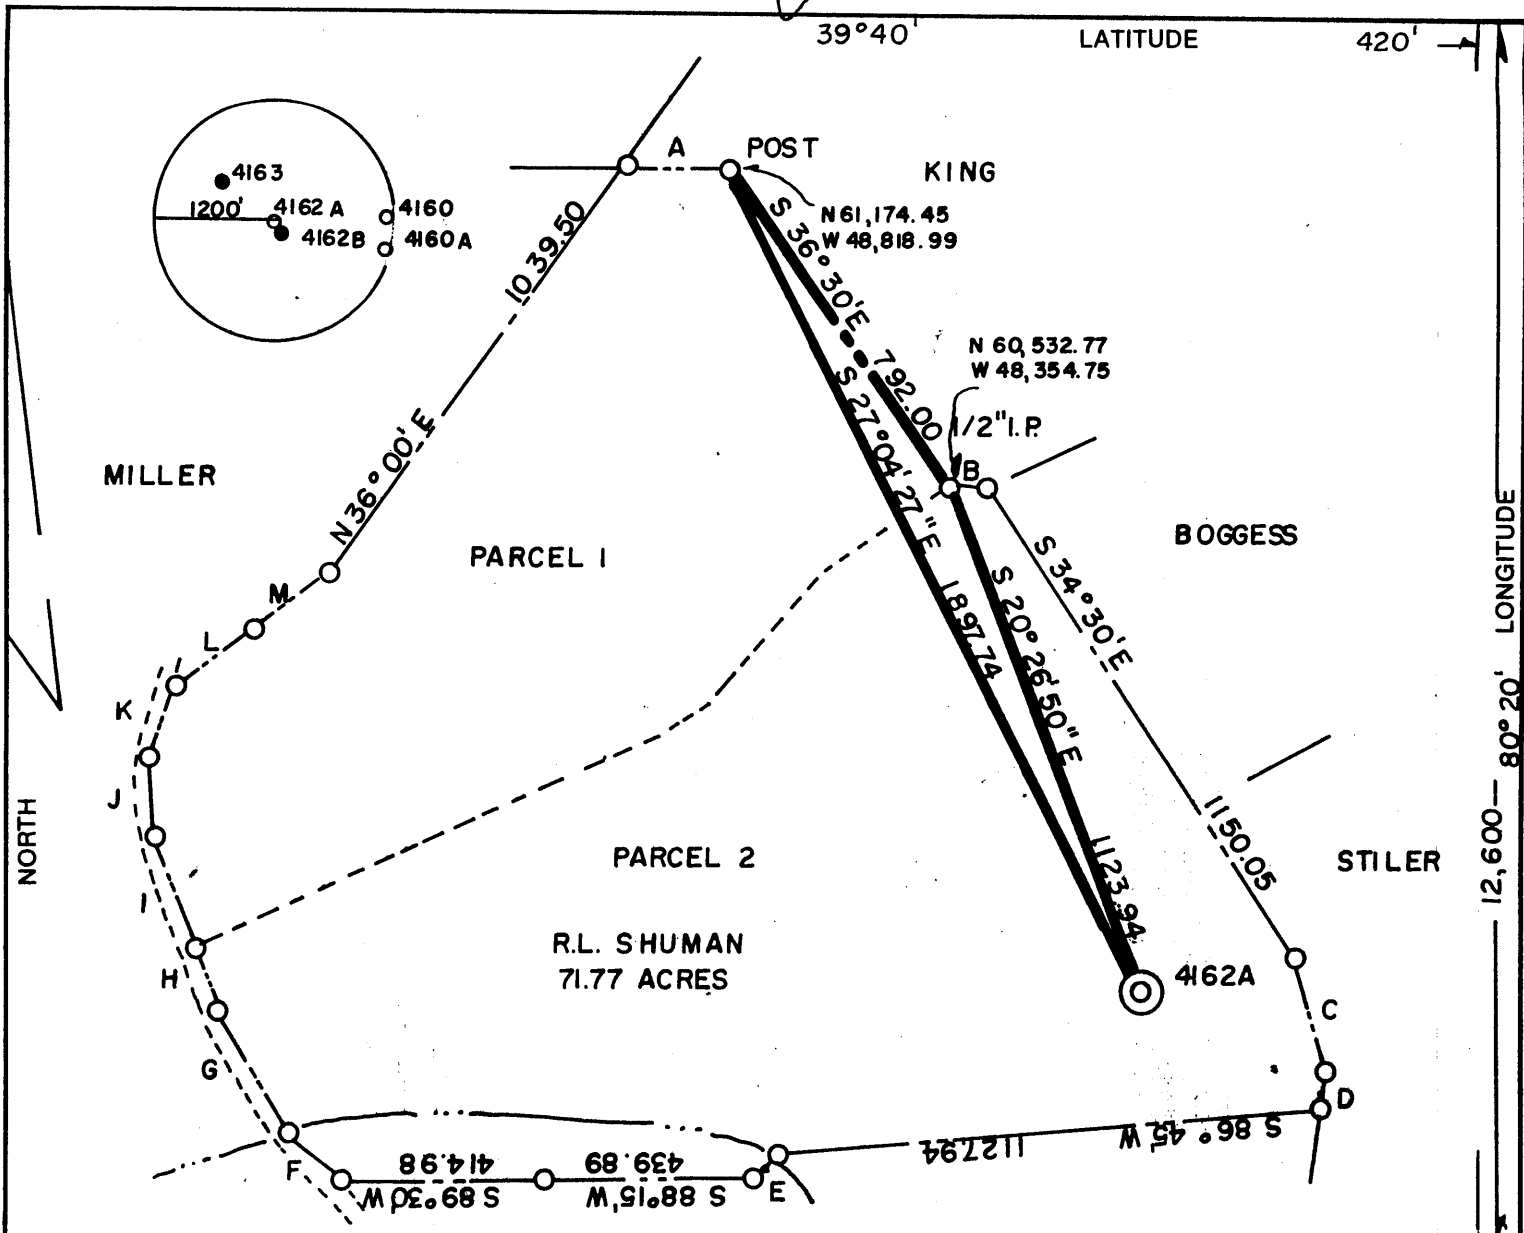 39°40' LATITUDE 420'
4163
1200' 4162A
4162B
4160
4160A
A
POST
KING
N61,174.45
W 48,818.99
S 36°30'E 792.00
1039.50
N 36°00'E
N 60,532.77
W 48,354.75
1/2" I.P.
B
MILLER
PARCEL 1
S 27°04'27"E 1897.74
S 20°26'50"E
1123.94
S 34°30'E
1150.05
BOGGESS
80°20' LONGITUDE
12,600
M
L
K
J
I
H
G
F
NORTH
PARCEL 2
STILER
R.L. SHUMAN
71.77 ACRES
4162A
C
D
S 86°45'W
1127.94
E
439.89
S 88°15'W
414.98
S 89°30'W